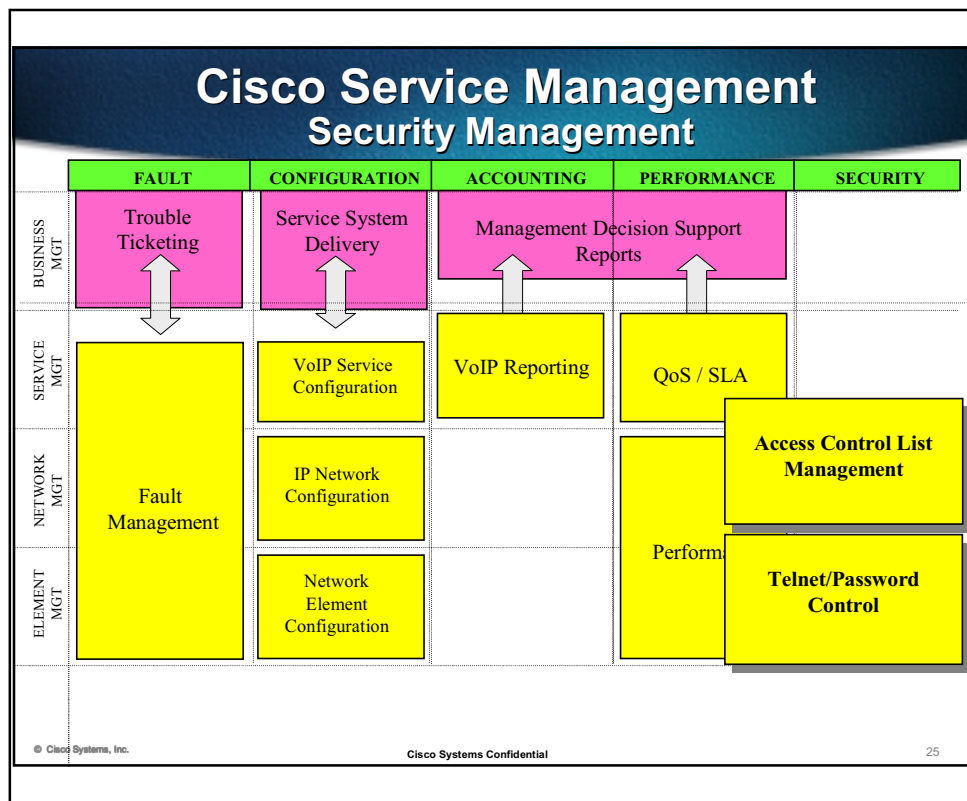 Cisco Service Management
Security Management
FAULT
CONFIGURATION
ACCOUNTING
PERFORMANCE
SECURITY
BUSINESS
MGT
Trouble
Ticketing
Service System
Delivery
Management Decision Support
Reports
SERVICE
MGT
VoIP Service
Configuration
VoIP Reporting
QoS / SLA
Access Control List
Management
NETWORK
MGT
Fault
Management
IP Network
Configuration
Performa
ELEMENT
MGT
Network
Element
Configuration
Telnet/Password
Control
© Cisco Systems, Inc.
Cisco Systems Confidential
25